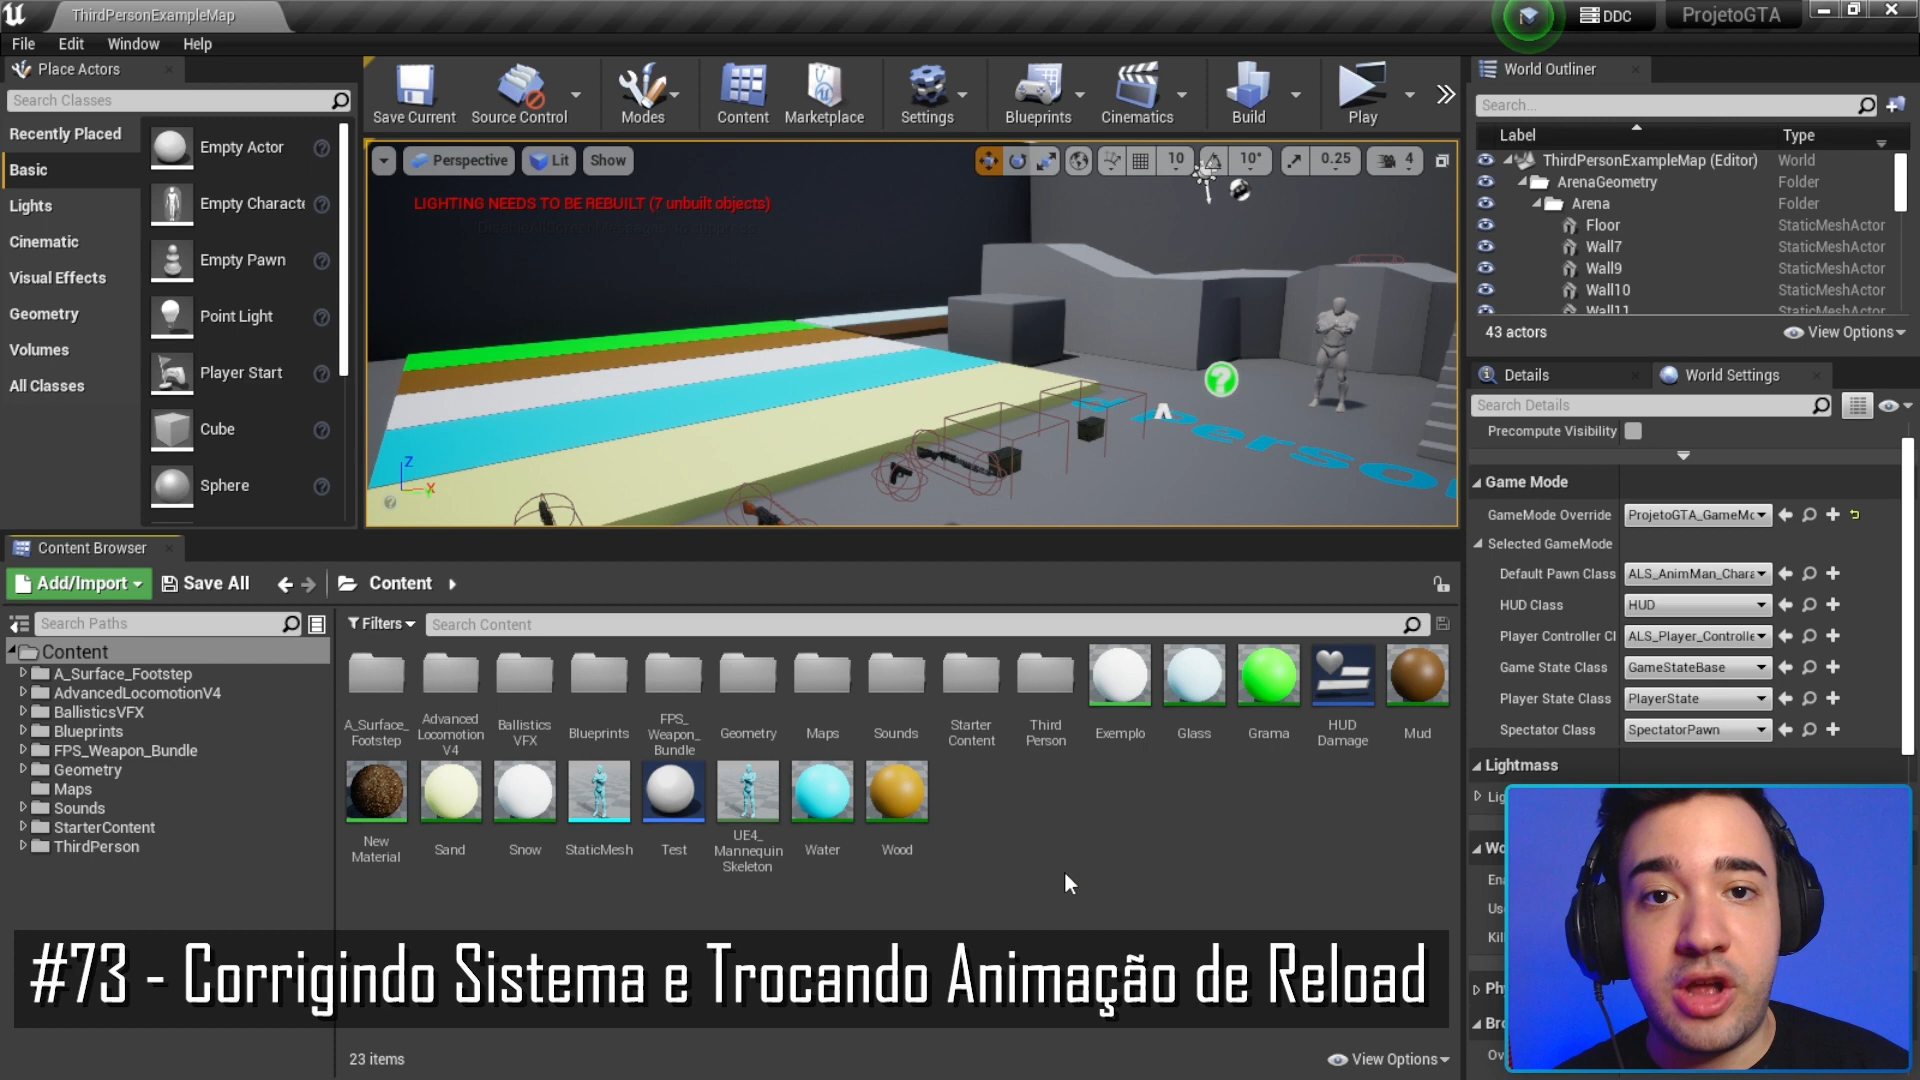 ThirdPersonExampleMap
DDC
ProjetoGTA
File Edit Window Help
Place Actors
Search Classes
Recently Placed
Basic
Lights
Cinematic
Visual Effects
Geometry
Volumes
All Classes
Empty Actor
Empty Characte
Empty Pawn
Point Light
Player Start
Cube
Sphere
Save Current
Source Control
Modes
Content
Marketplace
Settings
Blueprints
Cinematics
Build
Play
Perspective
Lit
Show
10
10°
0.25
4
LIGHTING NEEDS TO BE REBUILT (7 unbuilt objects)
Z
World Outliner
Search...
Label Type
ThirdPersonExampleMap (Editor) World
ArenaGeometry Folder
Arena Folder
Floor StaticMeshActor
Wall7 StaticMeshActor
Wall9 StaticMeshActor
Wall10 StaticMeshActor
Wall11 StaticMeshActor
43 actors
View Options
Details
World Settings
Search Details
Precompute Visibility
Game Mode
GameMode Override ProjetoGTA_GameMc
Selected GameMode
Default Pawn Class ALS_AnimMan_Chara
HUD Class HUD
Player Controller Cl ALS_Player_Controlle
Game State Class GameStateBase
Player State Class PlayerState
Spectator Class SpectatorPawn
Lightmass
Content Browser
Add/Import
Save All
Content
Search Paths
Filters
Search Content
Content
A_Surface_Footstep
AdvancedLocomotionV4
BallisticsVFX
Blueprints
FPS_Weapon_Bundle
Geometry
Maps
Sounds
StarterContent
ThirdPerson
A_Surface_
Footstep
Advanced
Locomotion
V4
Ballistics
VFX
Blueprints
FPS_
Weapon_
Bundle
Geometry
Maps
Sounds
Starter
Content
Third
Person
Exemplo
Glass
Grama
HUD
Damage
Mud
New
Material
Sand
Snow
StaticMesh
Test
UE4_
Mannequin
Skeleton
Water
Wood
#73 - Corrigindo Sistema e Trocando Animação de Reload
23 items
View Options